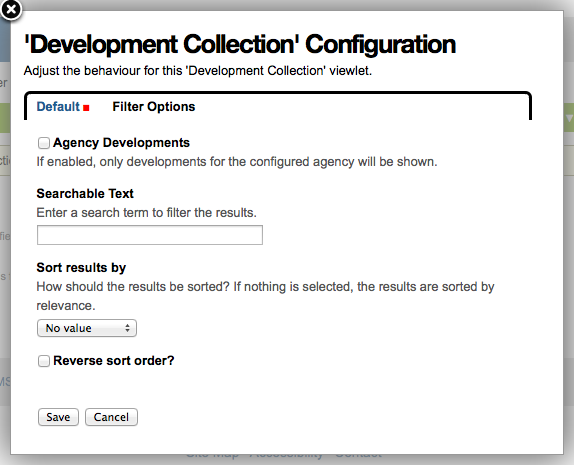 'Development Collection' Configuration
Adjust the behaviour for this 'Development Collection' viewlet.
Default Filter Options
Agency Developments
If enabled, only developments for the configured agency will be shown.
Searchable Text
Enter a search term to filter the results.
Sort results by
How should the results be sorted? If nothing is selected, the results are sorted by
relevance.
No value
Reverse sort order?
Save Cancel